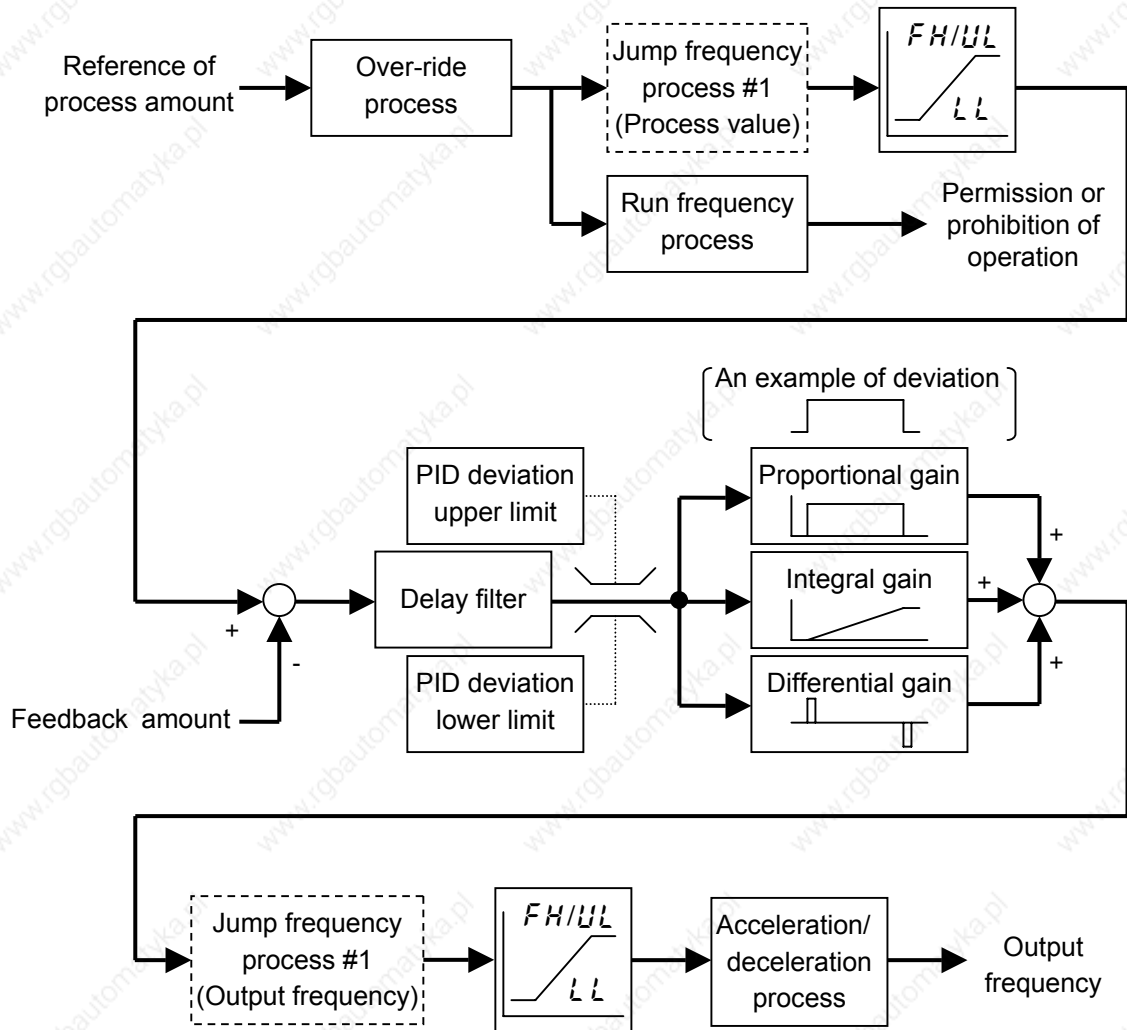 Reference of
process amount
Over-ride
process
Jump frequency
process #1
(Process value)
FH/UL
LL
Run frequency
process
Permission or
prohibition of
operation
An example of deviation
PID deviation
upper limit
Proportional gain
+
Delay filter
Integral gain
+
+
-
PID deviation
lower limit
Differential gain
+
Feedback amount
Jump frequency
process #1
(Output frequency)
FH/UL
LL
Acceleration/
deceleration
process
Output
frequency
www.rgbautomatyka.pl